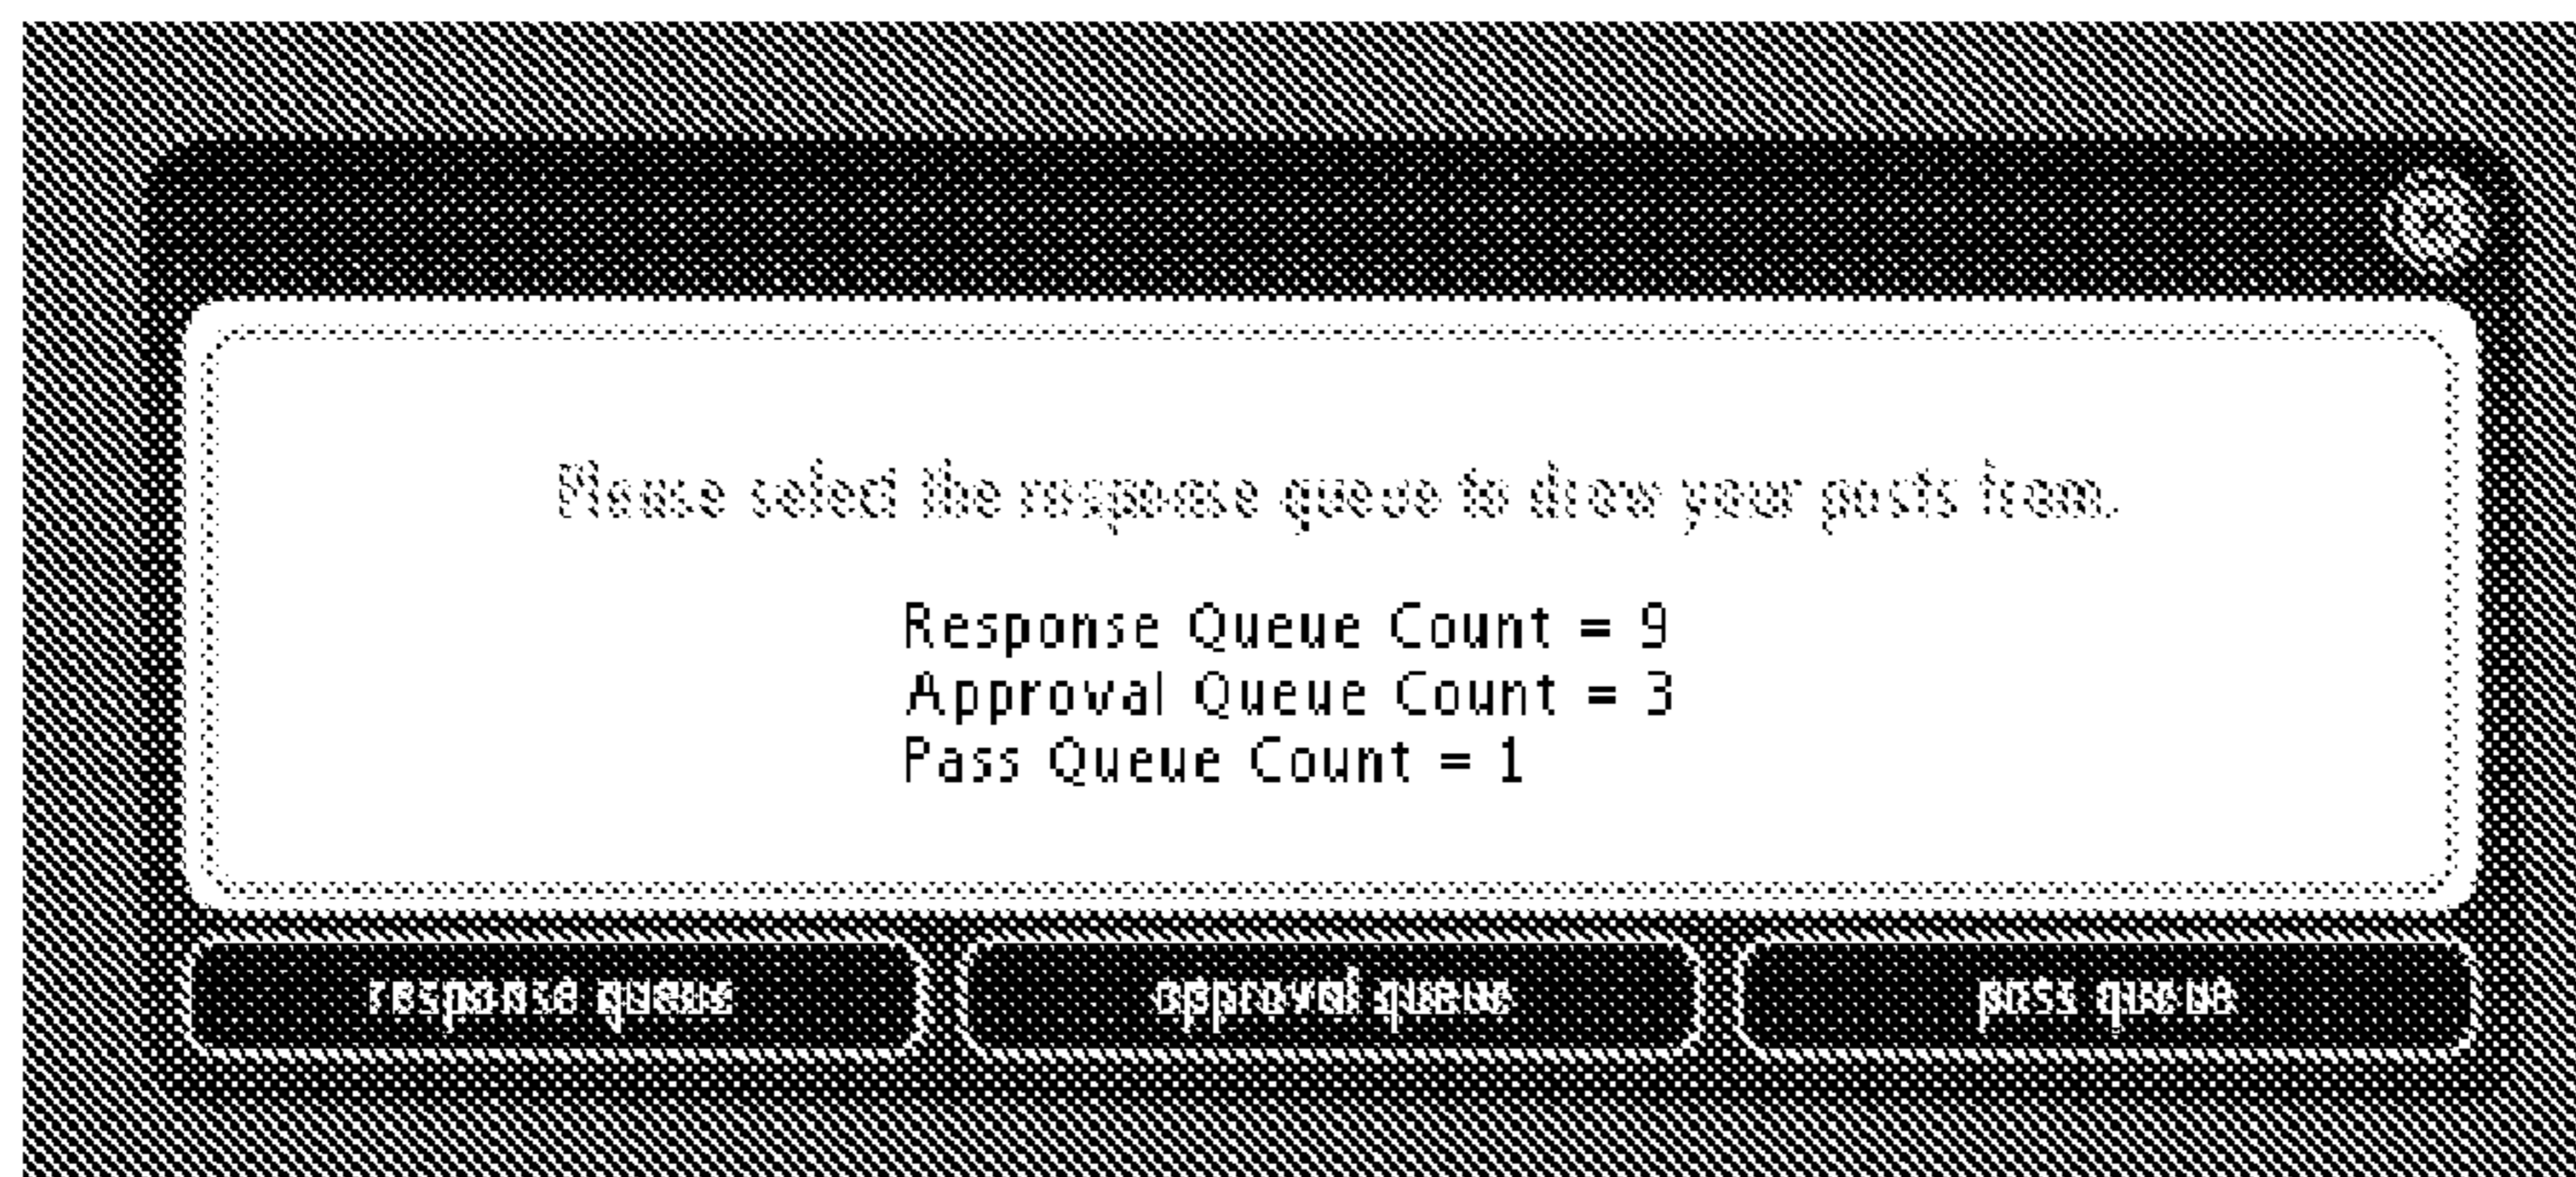 Please select the response queue to draw your posts from.
Response Queue Count = 9
Approval Queue Count = 3
Pass Queue Count = 1
response queue
approval queue
pass queue